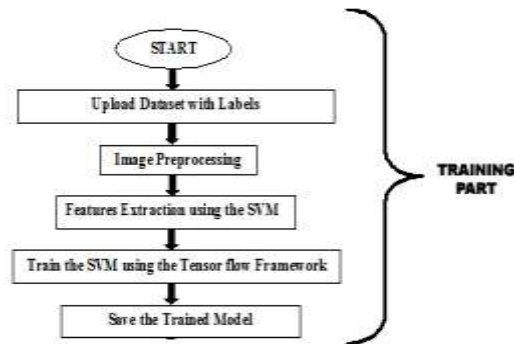 START
Upload Dataset with Labels
Image Preprocessing
Features Extraction using the SVM
Train the SVM using the Tensor flow Framework
Save the Trained Model
TRAINING
PART